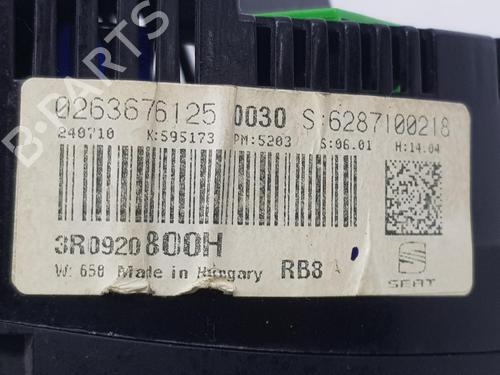 0263676125 0030 S:6287100218
240710 K:595173 PM:5203 S:06.01 H:14.04
3R0920800H
W: 650 Made in Hungary RB8
SEAT
B-PARTS